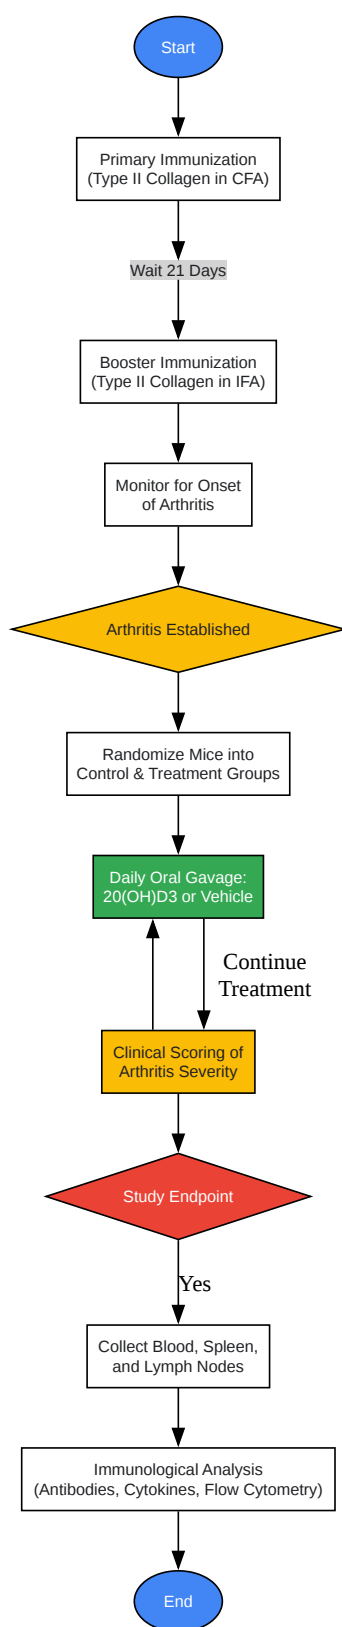 Start
Primary Immunization
(Type II Collagen in CFA)
Wait 21 Days
Booster Immunization
(Type II Collagen in IFA)
Monitor for Onset
of Arthritis
Arthritis Established
Randomize Mice into
Control & Treatment Groups
Daily Oral Gavage:
20(OH)D3 or Vehicle
Continue
Treatment
Clinical Scoring of
Arthritis Severity
Study Endpoint
Yes
Collect Blood, Spleen,
and Lymph Nodes
Immunological Analysis
(Antibodies, Cytokines, Flow Cytometry)
End